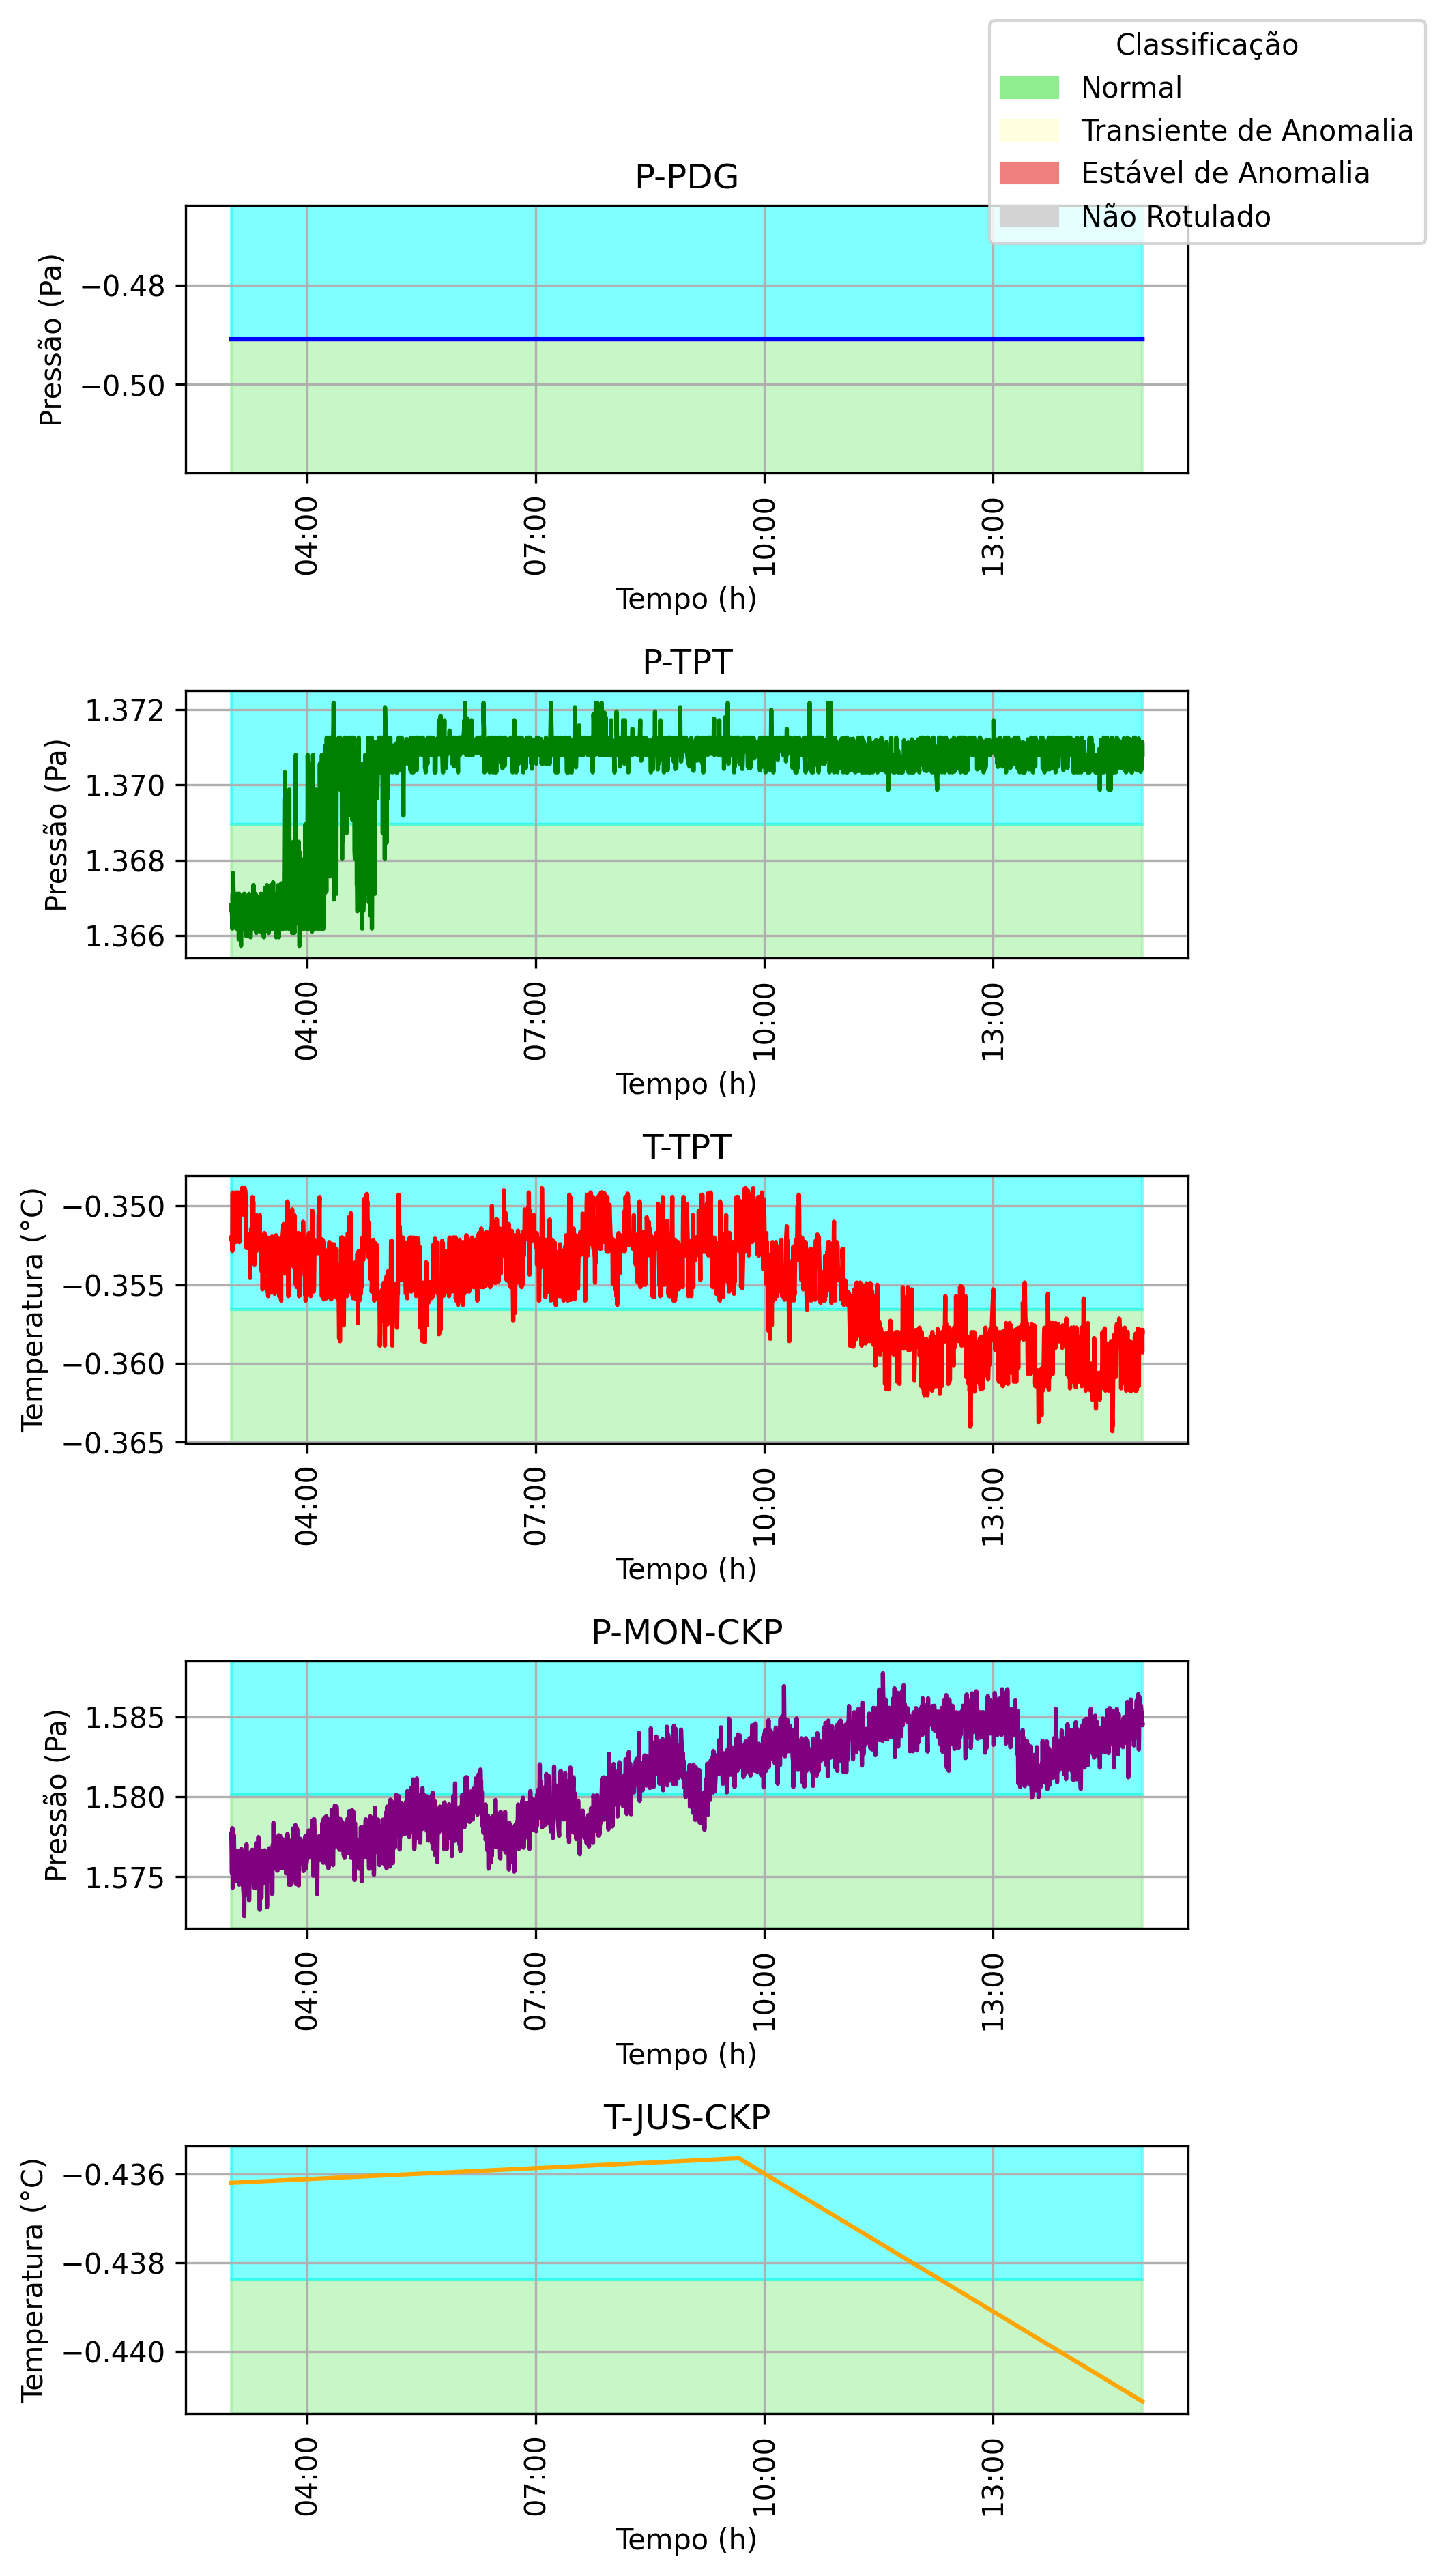 Classificação
Normal
Transiente de Anomalia
Estável de Anomalia
Não Rotulado
P-PDG
Pressão (Pa)
−0.48
−0.50
04:00
07:00
10:00
13:00
Tempo (h)
P-TPT
Pressão (Pa)
1.372
1.370
1.368
1.366
04:00
07:00
10:00
13:00
Tempo (h)
T-TPT
Temperatura (°C)
−0.350
−0.355
−0.360
−0.365
04:00
07:00
10:00
13:00
Tempo (h)
P-MON-CKP
Pressão (Pa)
1.585
1.580
1.575
04:00
07:00
10:00
13:00
Tempo (h)
T-JUS-CKP
Temperatura (°C)
−0.436
−0.438
−0.440
04:00
07:00
10:00
13:00
Tempo (h)